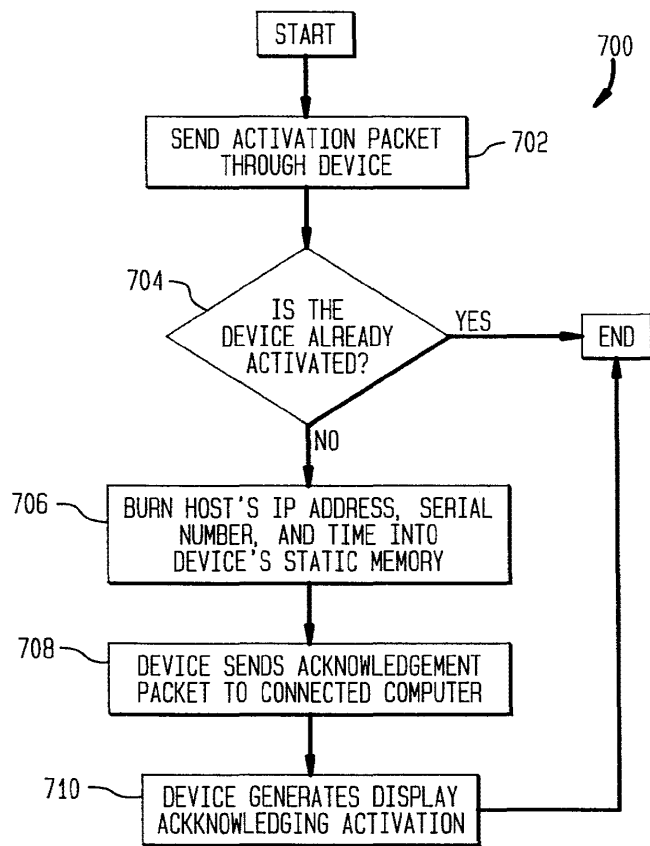 START
700
SEND ACTIVATION PACKET
THROUGH DEVICE
702
704
IS THE
DEVICE ALREADY
ACTIVATED?
YES
END
NO
706
BURN HOST'S IP ADDRESS, SERIAL
NUMBER, AND TIME INTO
DEVICE'S STATIC MEMORY
708
DEVICE SENDS ACKNOWLEDGEMENT
PACKET TO CONNECTED COMPUTER
710
DEVICE GENERATES DISPLAY
ACKKNOWLEDGING ACTIVATION